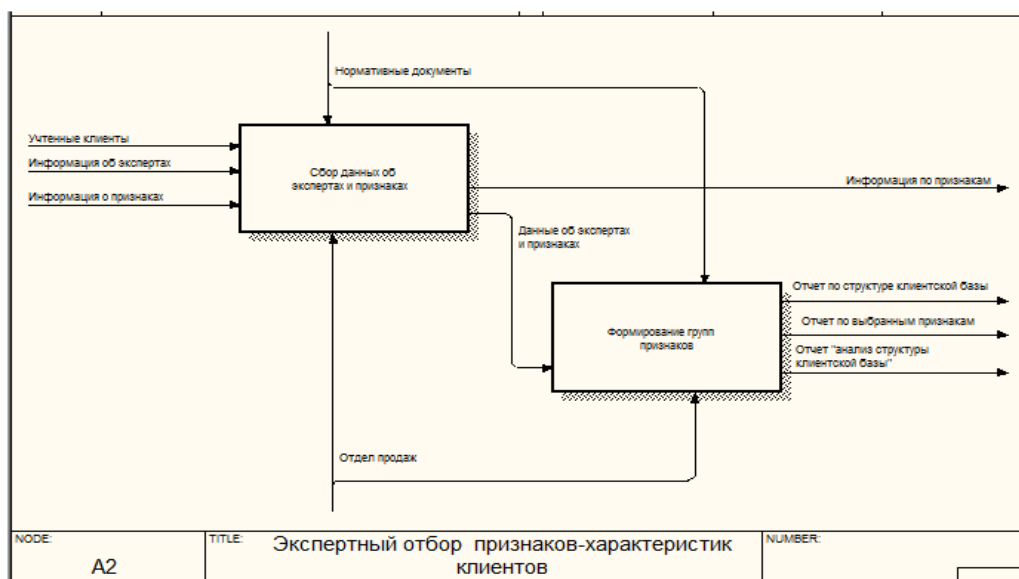 Нормативные документы
Учтенные клиенты
Информация об экспертах
Информация о признаках
Сбор данных об
экспертах и признаках
Информация по признакам
Данные об экспертах
и признаках
Формирование групп
признаков
Отчет по структуре клиентской базы
Отчет по выбранным признакам
Отчет "анализ структуры
клиентской базы"
Отдел продаж
NODE:
A2
TITLE:
Экспертный отбор признаков-характеристик
клиентов
NUMBER: